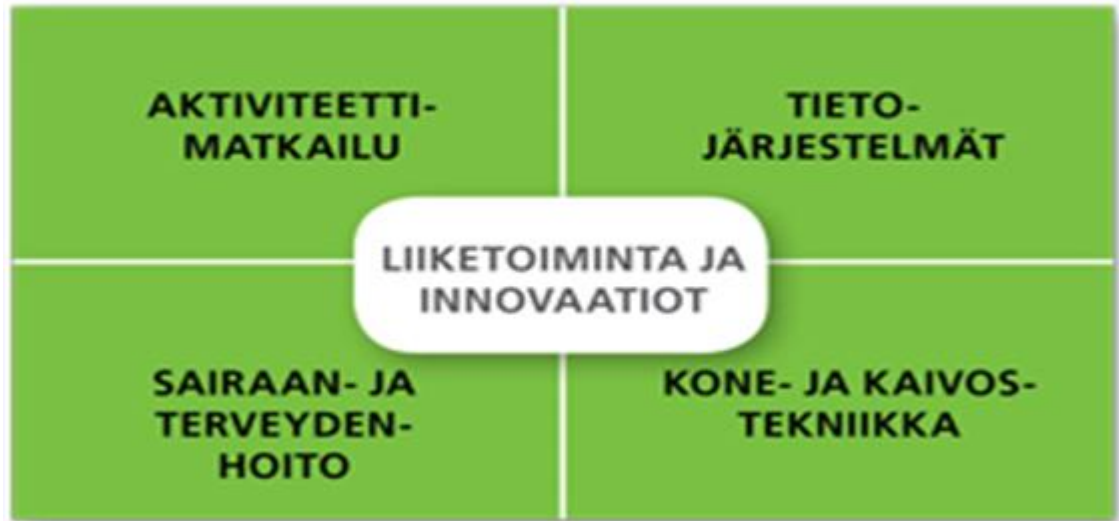 AKTIVITEETTI-
MATKAILU
TIETO-
JÄRJESTELMÄT
LIIKETOIMINTA JA
INNOVAATIOT
SAIRAAN- JA
TERVEYDEN-
HOITO
KONE- JA KAIVOS-
TEKNIIKKA